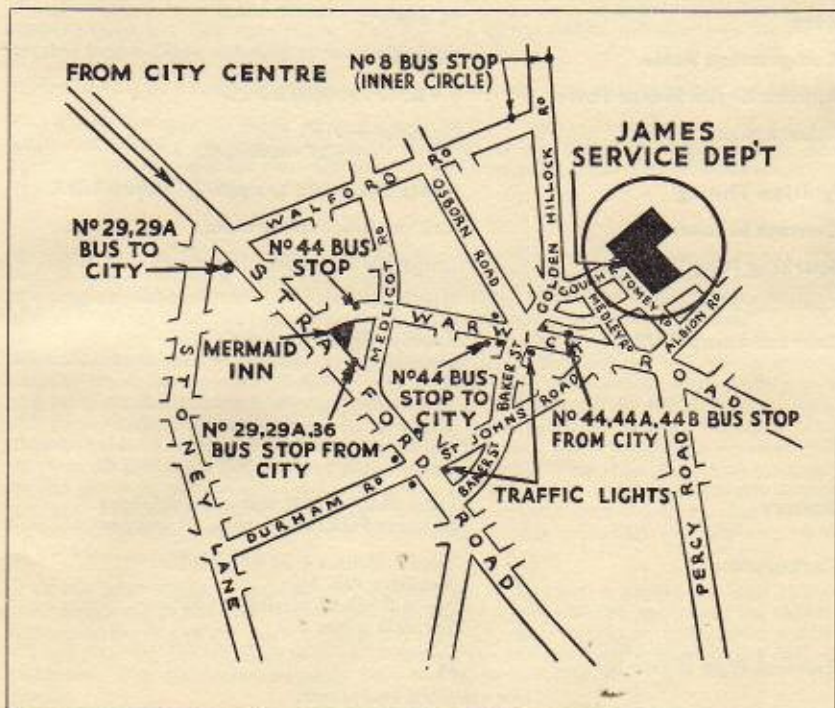 FROM CITY CENTRE
Nº 8 BUS STOP
(INNER CIRCLE)
JAMES
SERVICE DEP'T
Nº 29, 29A
BUS TO
CITY
Nº 44 BUS
STOP
MERMAID
INN
Nº 29, 29A, 36
BUS STOP FROM
CITY
Nº 44 BUS
STOP TO
CITY
Nº 44, 44A, 44B BUS STOP
FROM CITY
TRAFFIC LIGHTS
WALFORD RD
OSBORN ROAD
GOLDEN HILLOCK RD
MEDLICOT RD
STRATFORD ROAD
WARWICK ROAD
GOUCH
TOMEY RD
MEDLEY RD
ALBION RD
BAKER ST
ST JOHNS ROAD
BAKER ST
STONEY LANE
DURHAM RD
PERCY ROAD